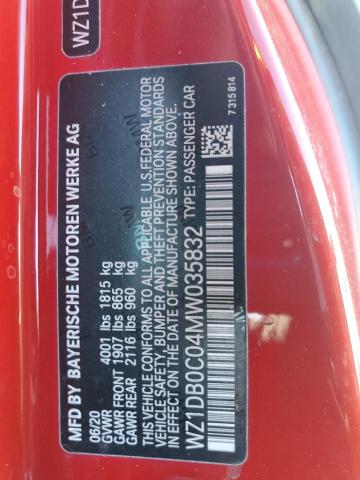 WZ1D
MFD BY BAYERISCHE MOTOREN WERKE AG
06/20
GVWR 4001 lbs 1815 kg
GAWR FRONT 1907 lbs 865 kg
GAWR REAR 2116 lbs 960 kg
THIS VEHICLE CONFORMS TO ALL APPLICABLE U.S.FEDERAL MOTOR
VEHICLE SAFETY, BUMPER AND THEFT PREVENTION STANDARDS
IN EFFECT ON THE DATE OF MANUFACTURE SHOWN ABOVE.
WZ1DB0C04MW035832 TYPE: PASSENGER CAR
7315814